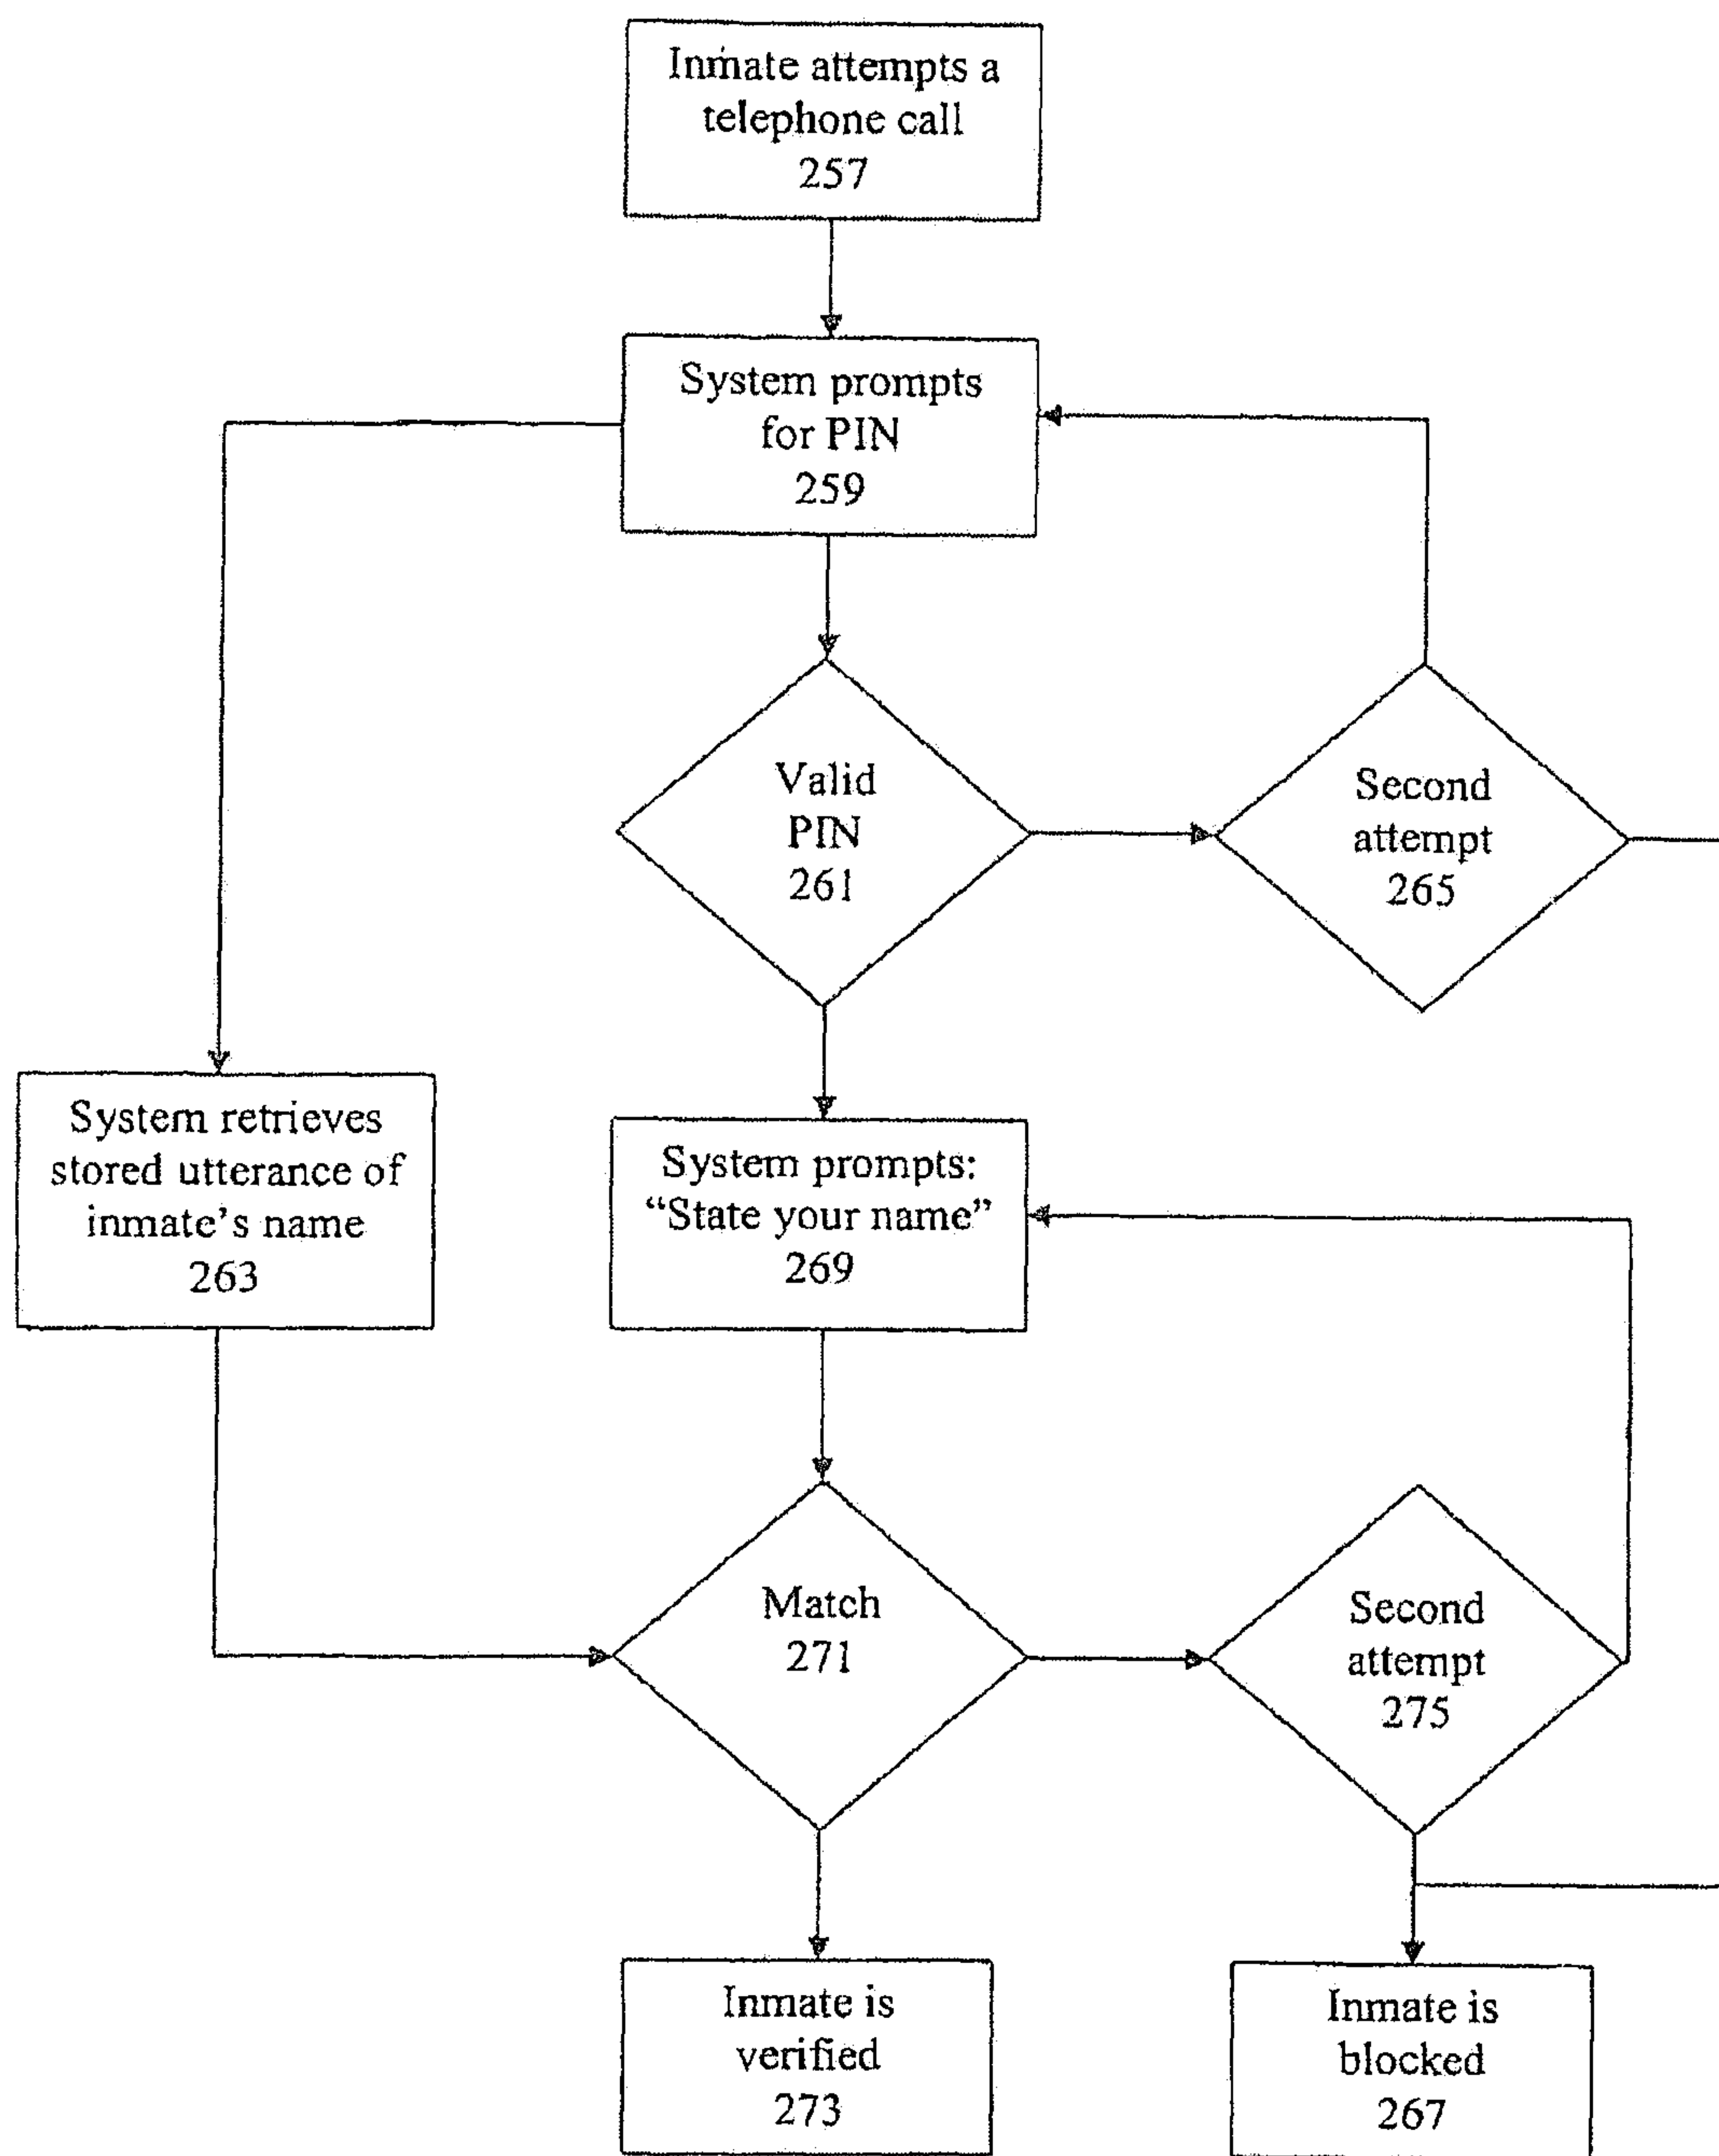 Inmate attempts a
telephone call
257
System prompts
for PIN
259
Valid
PIN
261
Second
attempt
265
System retrieves
stored utterance of
inmate's name
263
System prompts:
“State your name”
269
Match
271
Second
attempt
275
Inmate is
verified
273
Inmate is
blocked
267